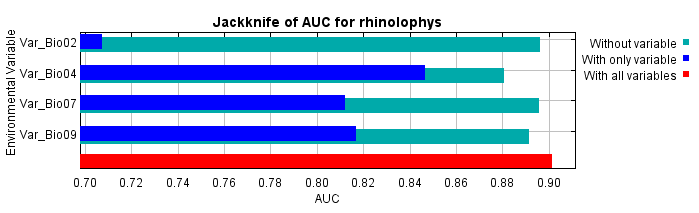 Jackknife of AUC for rhinolophys
Environmental Variable
Var_Bio02
Var_Bio04
Var_Bio07
Var_Bio09
0.70 0.72 0.74 0.76 0.78 0.80 0.82 0.84 0.86 0.88 0.90
AUC
Without variable
With only variable
With all variables